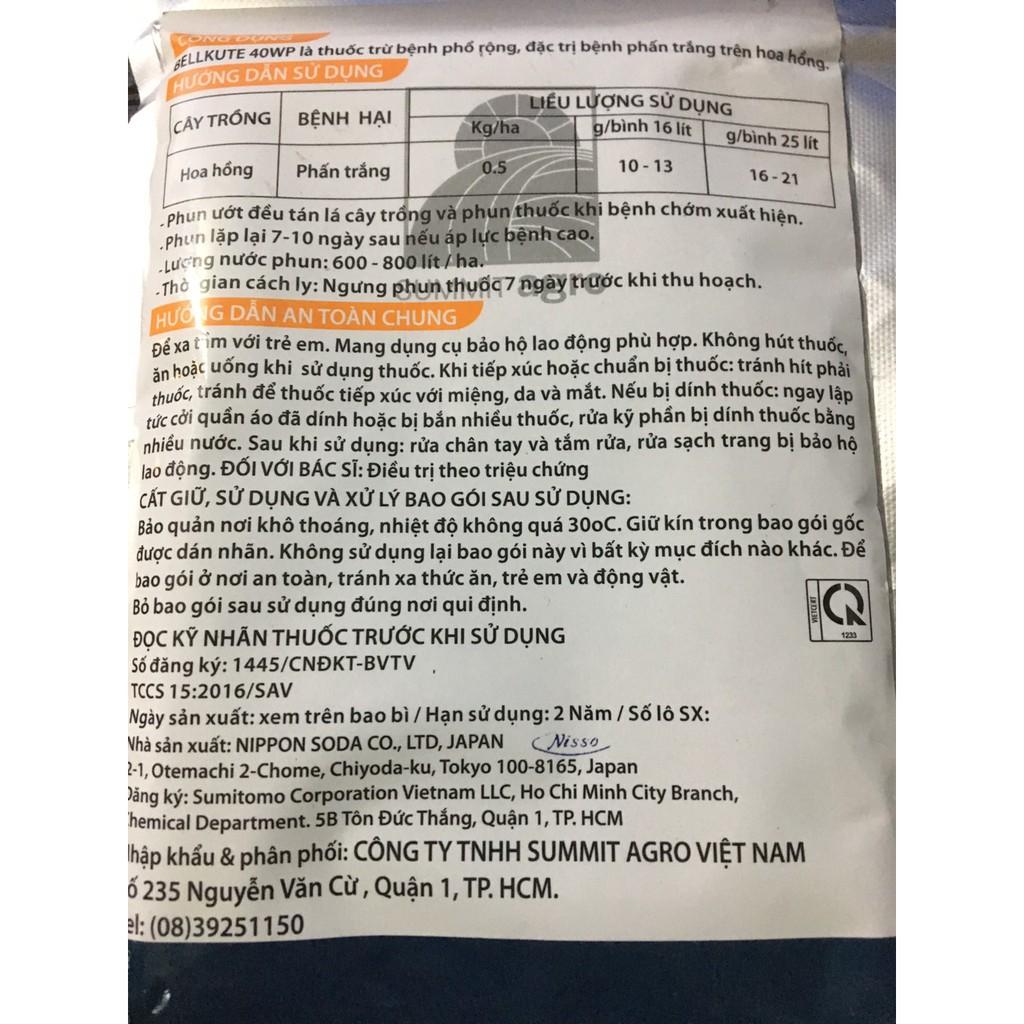 CÔNG DỤNG
BELLKUTE 40WP là thuốc trừ bệnh phổ rộng, đặc trị bệnh phấn trắng trên hoa hồng.
HƯỚNG DẪN SỬ DỤNG
CÂY TRỒNG BỆNH HẠI LIỀU LƯỢNG SỬ DỤNG
Kg/ha g/bình 16 lít g/bình 25 lít
Hoa hồng Phấn trắng 0.5 10 - 13 16 - 21
- Phun ướt đều tán lá cây trồng và phun thuốc khi bệnh chớm xuất hiện.
- Phun lặp lại 7-10 ngày sau nếu áp lực bệnh cao.
- Lượng nước phun: 600 - 800 lít / ha.
- Thờ gian cách ly: Ngưng phun thuốc 7 ngày trước khi thu hoạch.
SUMMIT agro
HƯỚNG DẪN AN TOÀN CHUNG
Để xa tầm với trẻ em. Mang dụng cụ bảo hộ lao động phù hợp. Không hút thuốc,
ăn hoặc uống khi sử dụng thuốc. Khi tiếp xúc hoặc chuẩn bị thuốc: tránh hít phải
thuốc, tránh để thuốc tiếp xúc với miệng, da và mắt. Nếu bị dính thuốc: ngay lập
tức cởi quần áo đã dính hoặc bị bắn nhiều thuốc, rửa kỹ phần bị dính thuốc bằng
nhiều nước. Sau khi sử dụng: rửa chân tay và tắm rửa, rửa sạch trang bị bảo hộ
lao động. ĐỐI VỚI BÁC SĨ: Điều trị theo triệu chứng
CẤT GIỮ, SỬ DỤNG VÀ XỬ LÝ BAO GÓI SAU SỬ DỤNG:
Bảo quản nơi khô thoáng, nhiệt độ không quá 30oC. Giữ kín trong bao gói gốc
được dán nhãn. Không sử dụng lại bao gói này vì bất kỳ mục đích nào khác. Để
bao gói ở nơi an toàn, tránh xa thức ăn, trẻ em và động vật.
Bỏ bao gói sau sử dụng đúng nơi qui định.
VIETCERT
1233
ĐỌC KỸ NHÃN THUỐC TRƯỚC KHI SỬ DỤNG
Số đăng ký: 1445/CNĐKT-BVTV
TCCS 15:2016/SAV
Ngày sản xuất: xem trên bao bì / Hạn sử dụng: 2 Năm / Số lô SX:
Nhà sản xuất: NIPPON SODA CO., LTD, JAPAN Nisso
2-1, Otemachi 2-Chome, Chiyoda-ku, Tokyo 100-8165, Japan
Đăng ký: Sumitomo Corporation Vietnam LLC, Ho Chi Minh City Branch,
Chemical Department. 5B Tôn Đức Thắng, Quận 1, TP. HCM
Nhập khẩu & phân phối: CÔNG TY TNHH SUMMIT AGRO VIỆT NAM
Số 235 Nguyễn Văn Cừ, Quận 1, TP. HCM.
Tel: (08)39251150